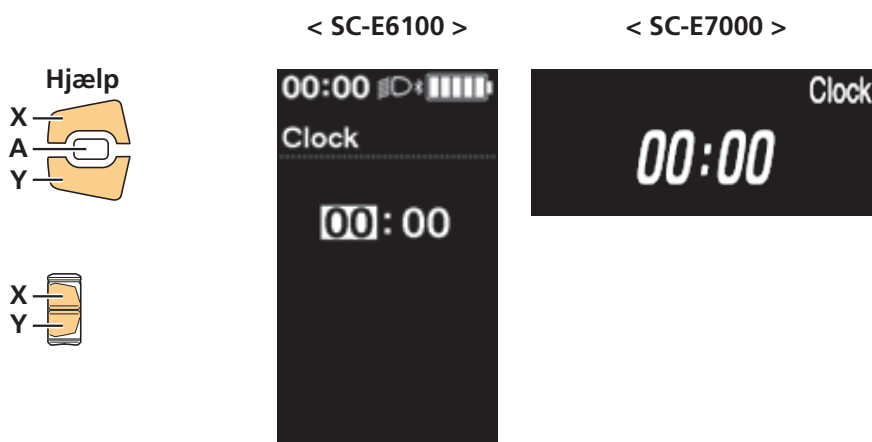 < SC-E6100 >
< SC-E7000 >
Hjælp
X
A
Y
X
Y
00:00
Clock
00:00
Clock
00:00